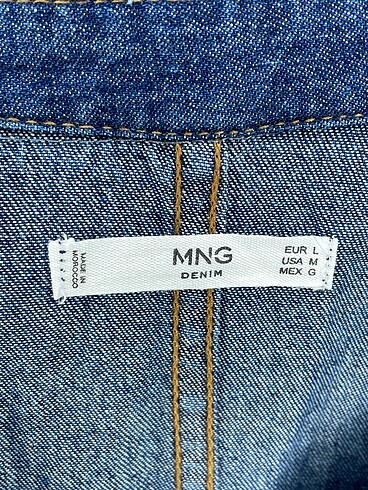 MADE IN
MOROCCO
MNG
DENIM
EUR L
USA M
MEX G